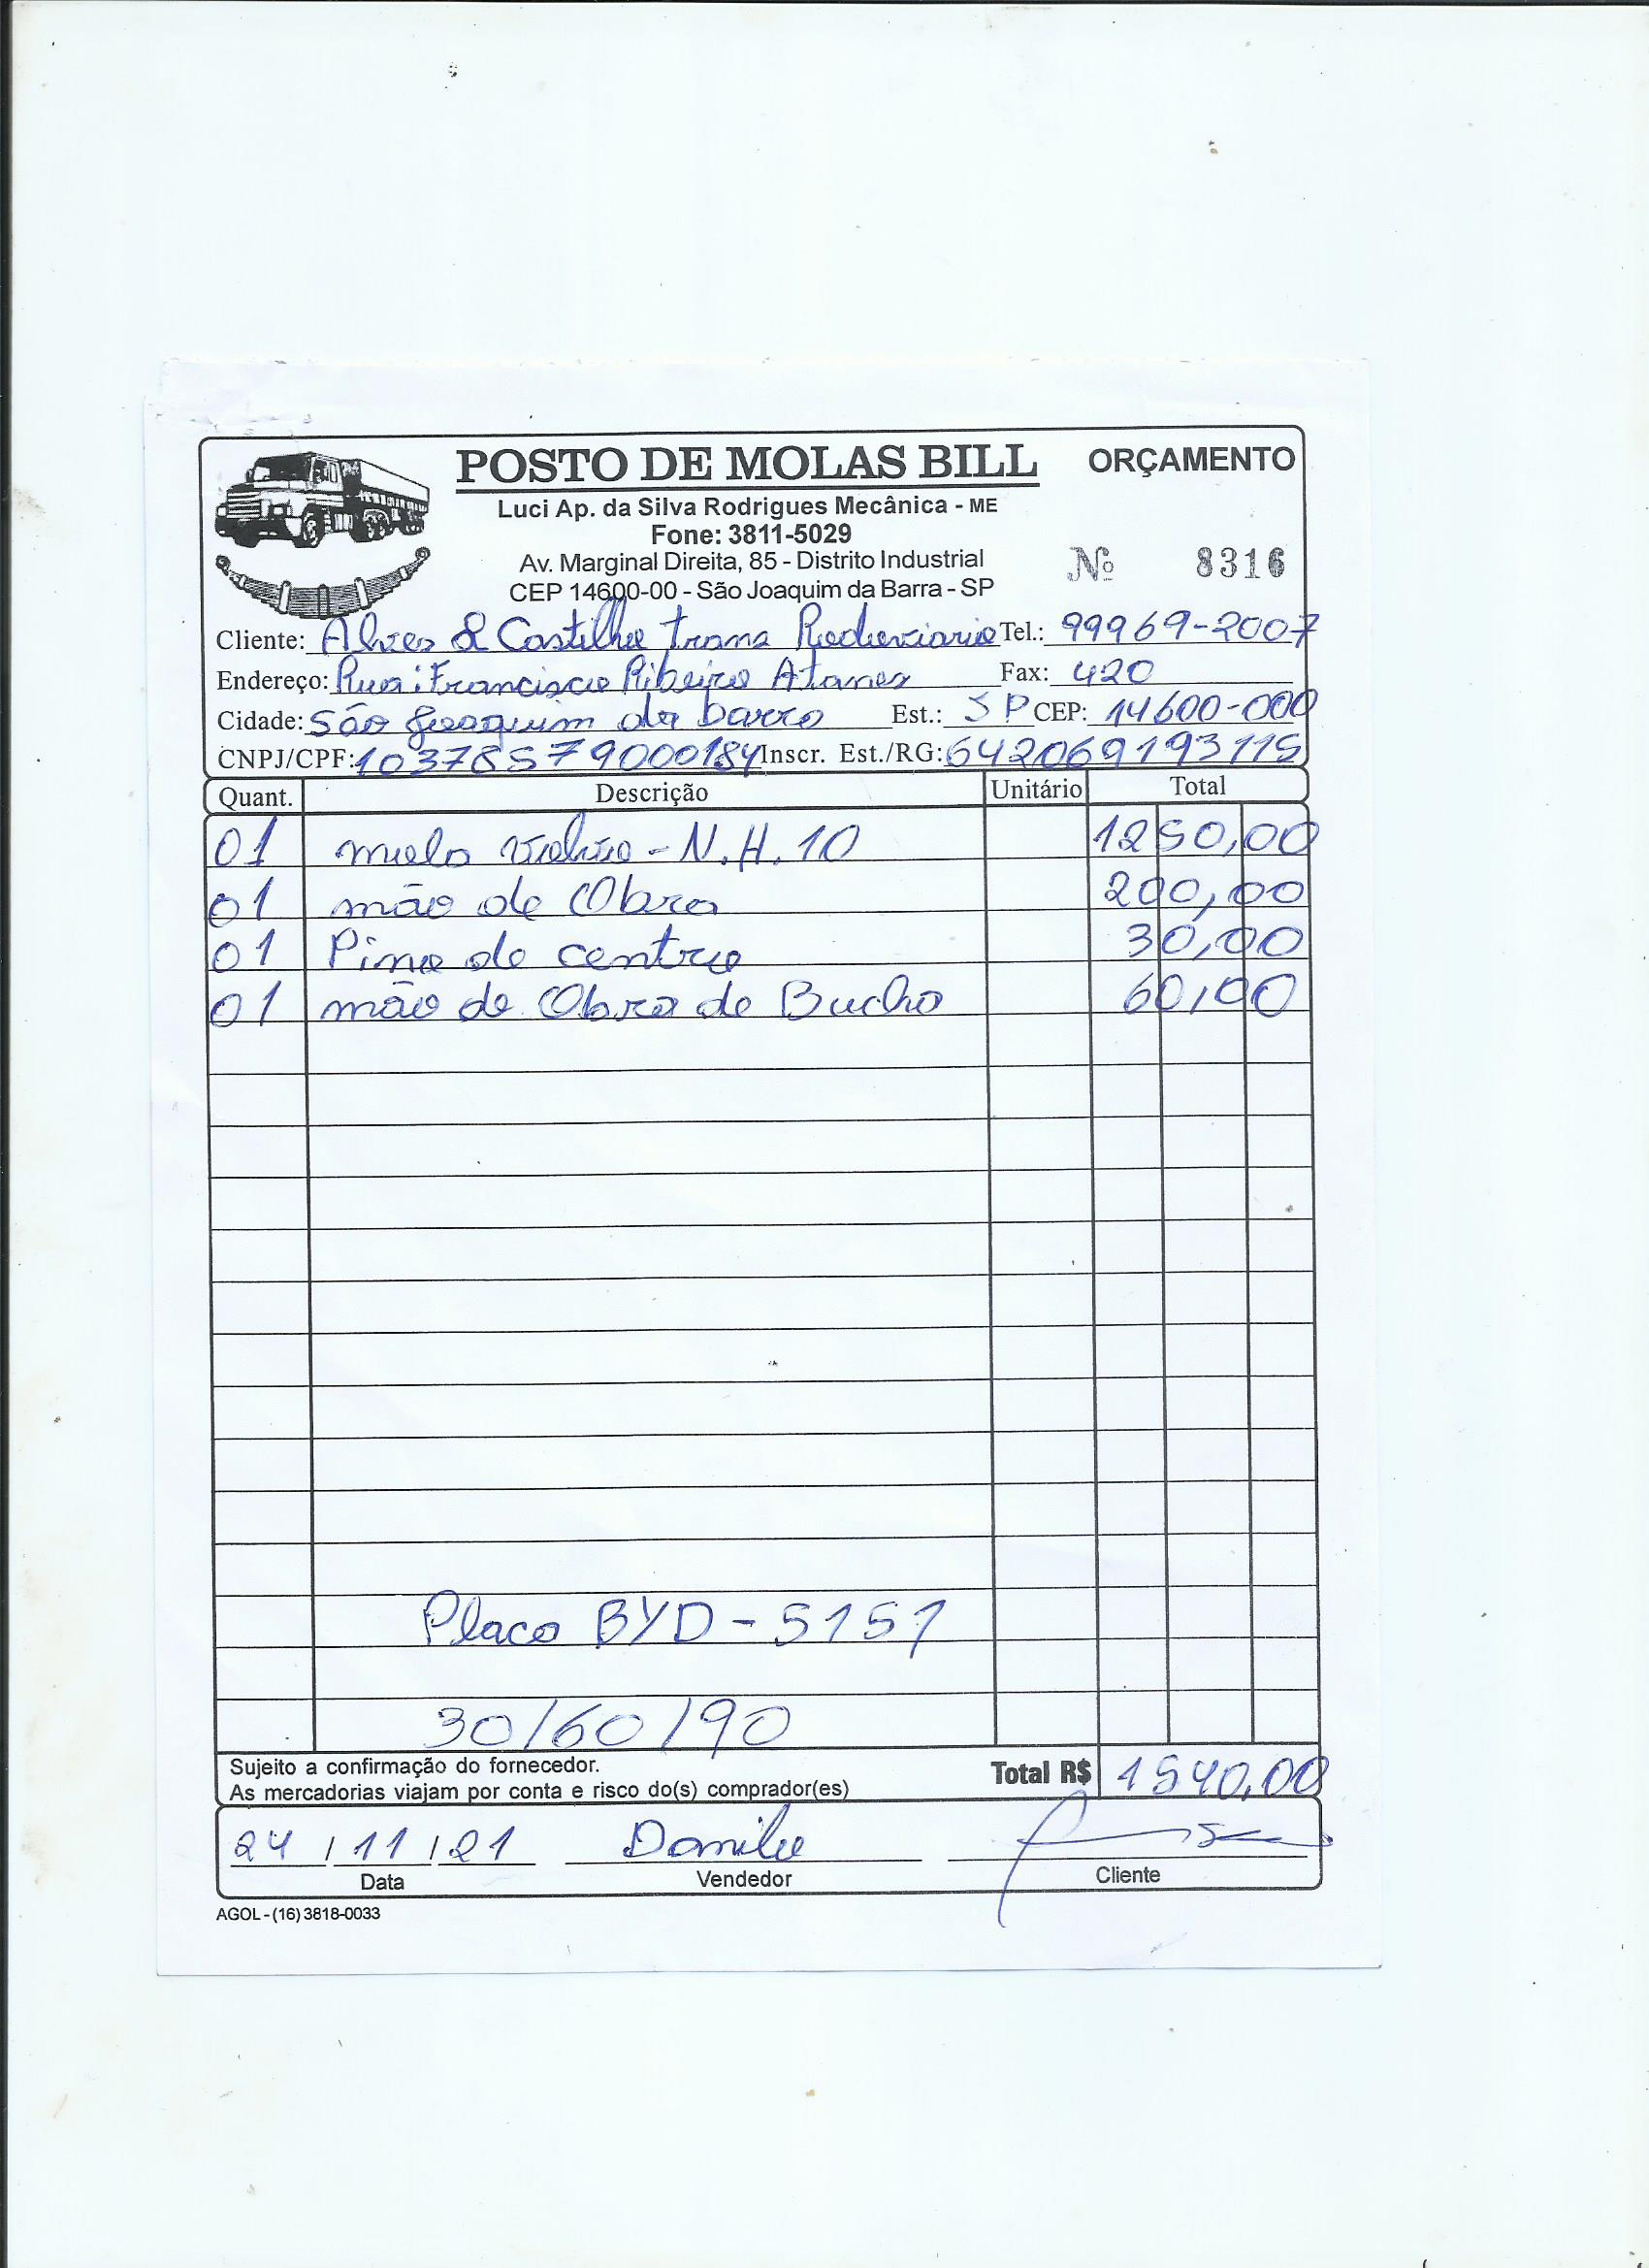 POSTO DE MOLAS BILL ORÇAMENTO
Luci Ap. da Silva Rodrigues Mecânica - ME
Fone: 3811-5029
Av. Marginal Direita, 85 - Distrito Industrial
Nº 8316
CEP 14600-00 - São Joaquim da Barra - SP
Cliente: Alves & Castilho trans Rodoviario Tel.: 99969-2007
Endereço: Rua: Francisco Ribeiro Atanes Fax: 420
Cidade: São Joaquim da barra Est.: SP CEP: 14600-000
CNPJ/CPF: 10378579000184 Inscr. Est./RG: 642069193115
Quant. Descrição Unitário Total
01 - N.H.10 1250,00
01 mão de Obra 200,00
01 Pino de centro 30,00
01 mão de Obra de Bucha 60,00
Placa BYD - 5151
30/60/90
Sujeito a confirmação do fornecedor.
As mercadorias viajam por conta e risco do(s) comprador(es)
Total R$ 1540,00
24 / 11 / 21 Danilo
Data Vendedor Cliente
AGOL - (16) 3818-0033